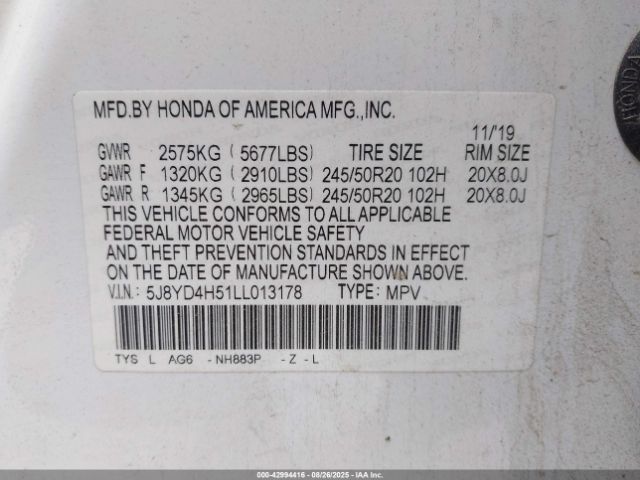 HONDA
MFD.BY HONDA OF AMERICA MFG.,INC.
11/'19
GVWR 2575KG ( 5677LBS) TIRE SIZE RIM SIZE
GAWR F 1320KG ( 2910LBS) 245/50R20 102H 20X8.0J
GAWR R 1345KG ( 2965LBS) 245/50R20 102H 20X8.0J
THIS VEHICLE CONFORMS TO ALL APPLICABLE
FEDERAL MOTOR VEHICLE SAFETY
AND THEFT PREVENTION STANDARDS IN EFFECT
ON THE DATE OF MANUFACTURE SHOWN ABOVE.
V.I.N.: 5J8YD4H51LL013178 TYPE: MPV
TYS L AG6 -NH883P -Z -L
000-42994416 - 08/26/2025 - IAA Inc.